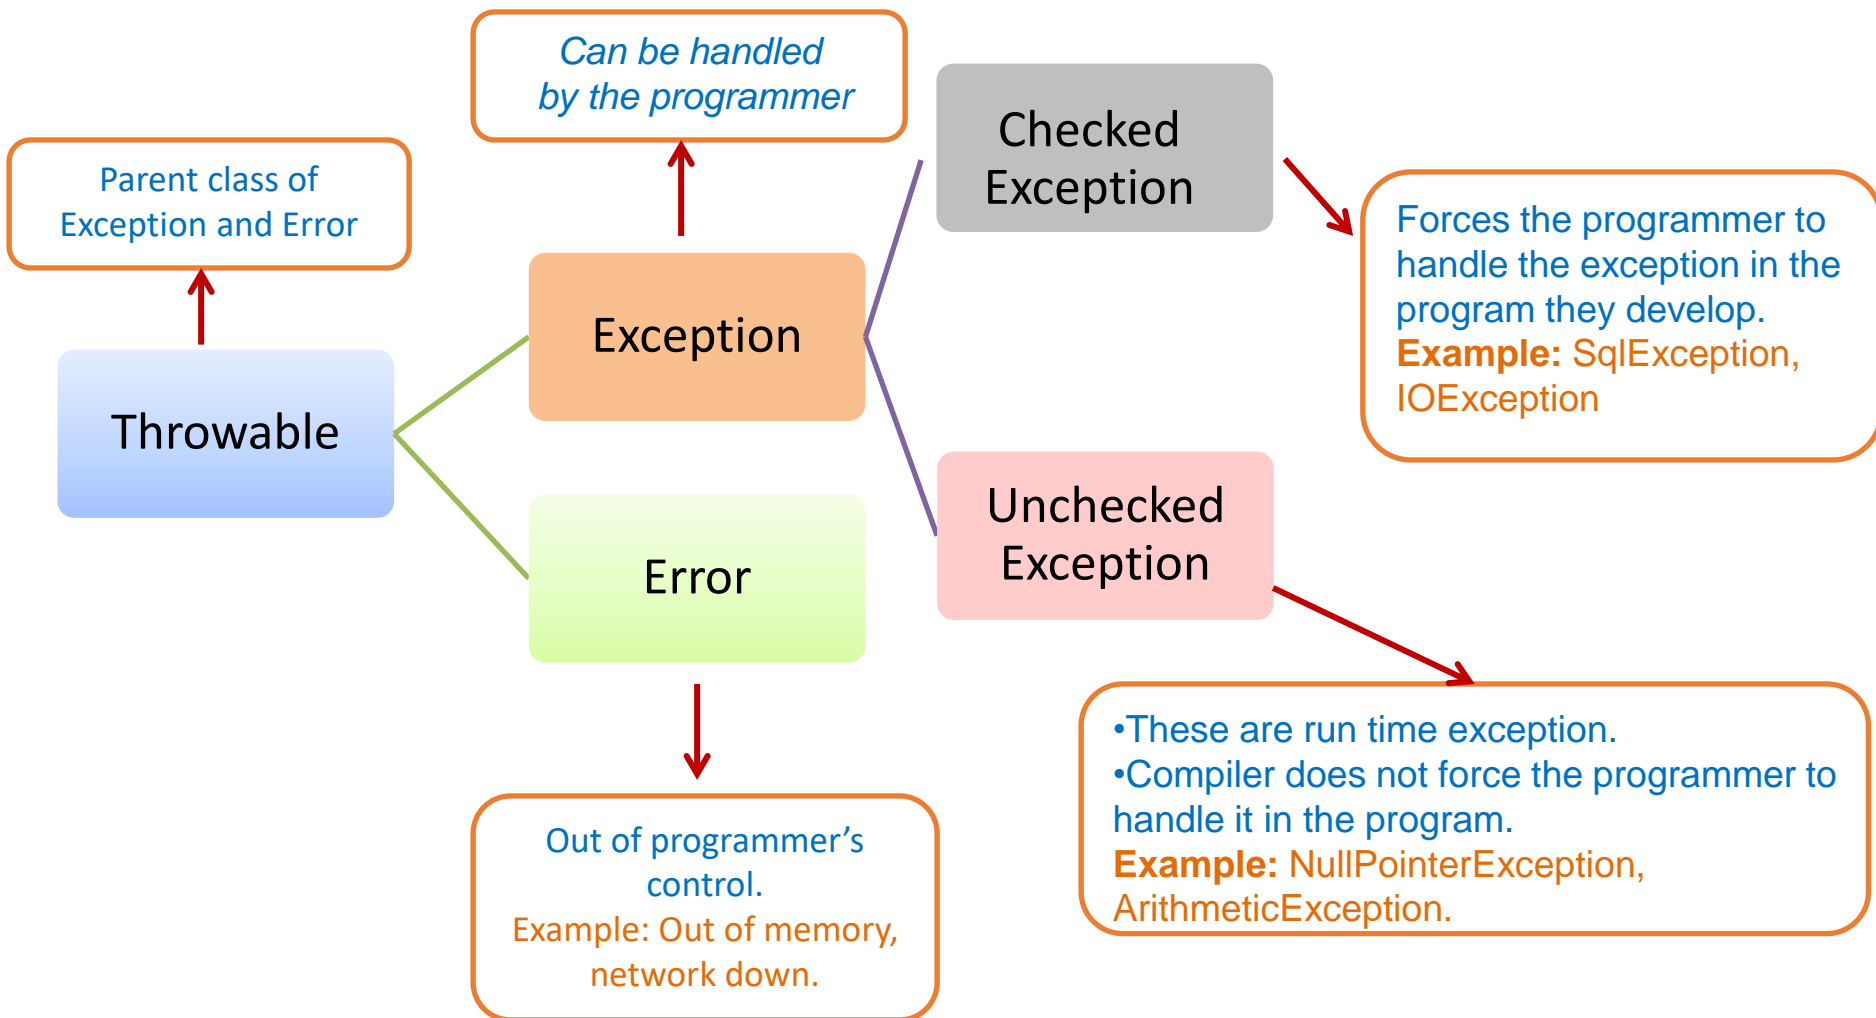 Can be handled
by the programmer
Parent class of
Exception and Error
Throwable
Exception
Error
Checked
Exception
Unchecked
Exception
Forces the programmer to
handle the exception in the
program they develop.
Example: SqlException,
IOException
Out of programmer’s
control.
Example: Out of memory,
network down.
•These are run time exception.
•Compiler does not force the programmer to
handle it in the program.
Example: NullPointerException,
ArithmeticException.